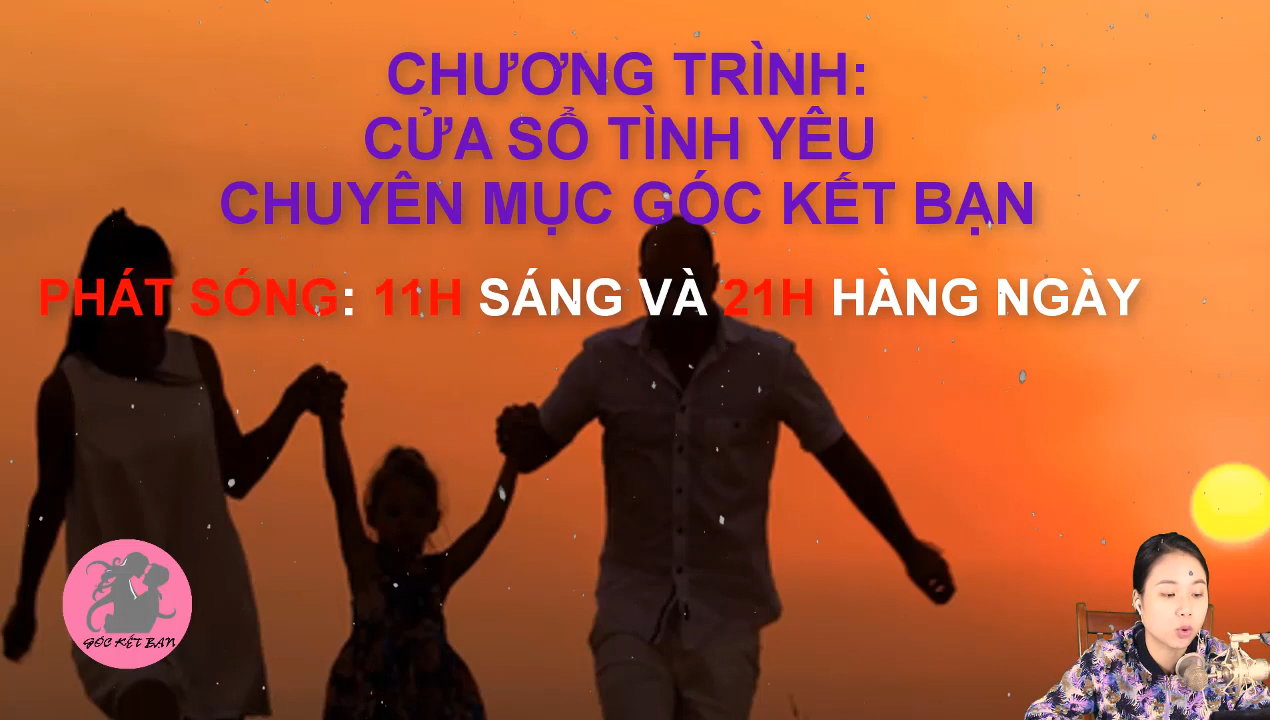 CHƯƠNG TRÌNH:
CỬA SỔ TÌNH YÊU
CHUYÊN MỤC GÓC KẾT BẠN
PHÁT SÓNG: 11H SÁNG VÀ 21H HÀNG NGÀY
GÓC KẾT BẠN